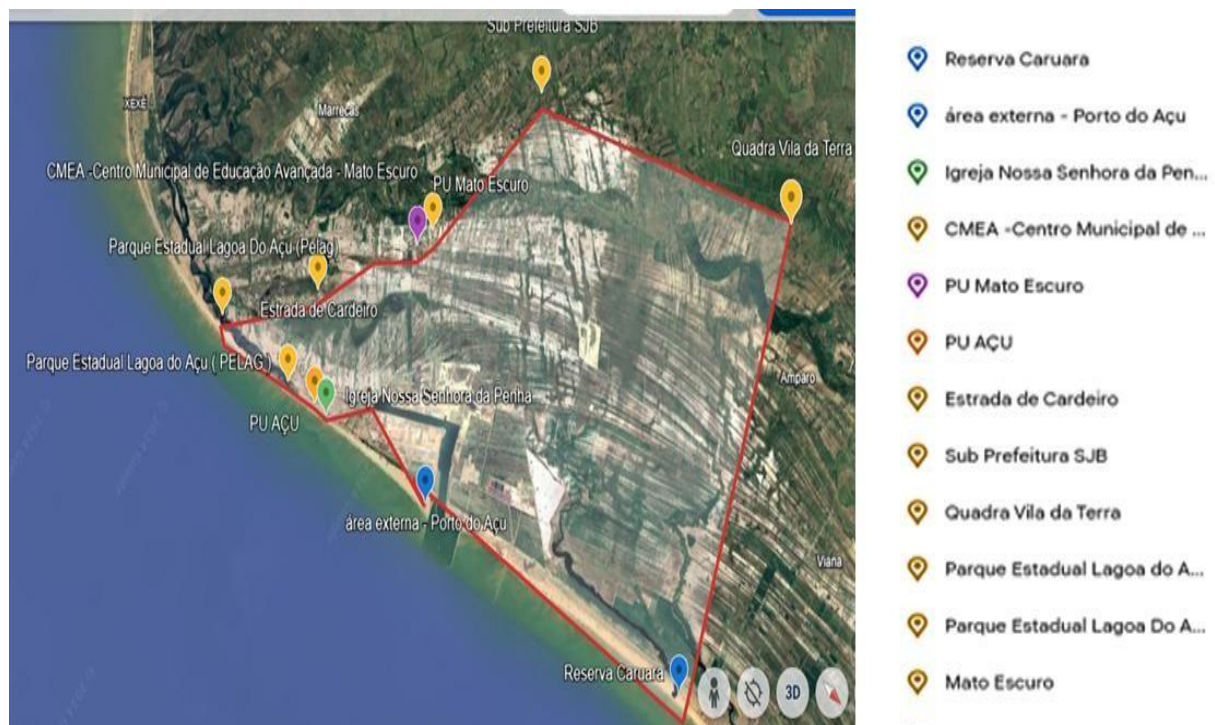 Sub Prefeitura SJB
XEXÉ
Marrecas
Quadra Vila da Terra
CMEA -Centro Municipal de Educação Avançada - Mato Escuro
PU Mato Escuro
Parque Estadual Lagoa Do Açu (Pelag)
Estrada de Cardeiro
Parque Estadual Lagoa do Açu ( PELAG )
Igreja Nossa Senhora da Penha
Amparo
PU AÇU
área externa - Porto do Açu
Viana
Reserva Caruara
3D
Reserva Caruara
área externa - Porto do Açu
Igreja Nossa Senhora da Pen...
CMEA -Centro Municipal de ...
PU Mato Escuro
PU AÇU
Estrada de Cardeiro
Sub Prefeitura SJB
Quadra Vila da Terra
Parque Estadual Lagoa do A...
Parque Estadual Lagoa Do A...
Mato Escuro